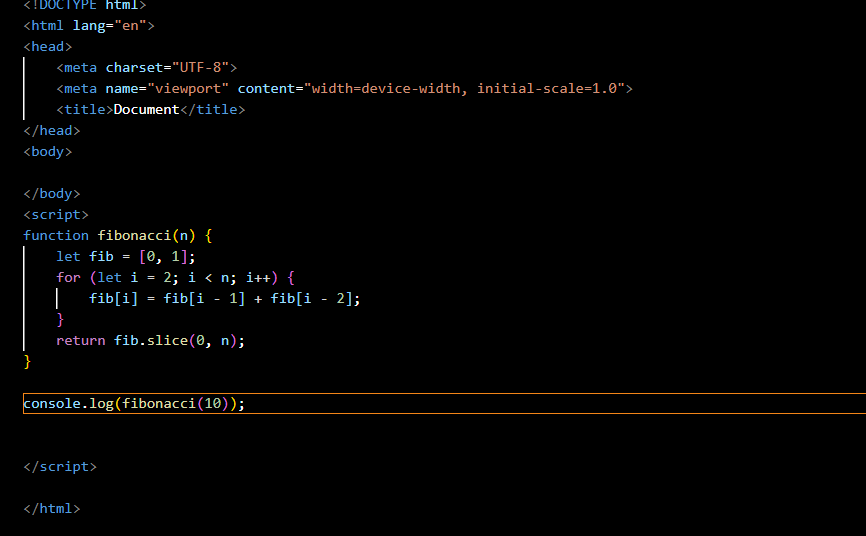 <!DOCTYPE html>
<html lang="en">
<head>
    <meta charset="UTF-8">
    <meta name="viewport" content="width=device-width, initial-scale=1.0">
    <title>Document</title>
</head>
<body>

</body>
<script>
function fibonacci(n) {
    let fib = [0, 1];
    for (let i = 2; i < n; i++) {
        fib[i] = fib[i - 1] + fib[i - 2];
    }
    return fib.slice(0, n);
}

console.log(fibonacci(10));


</script>

</html>